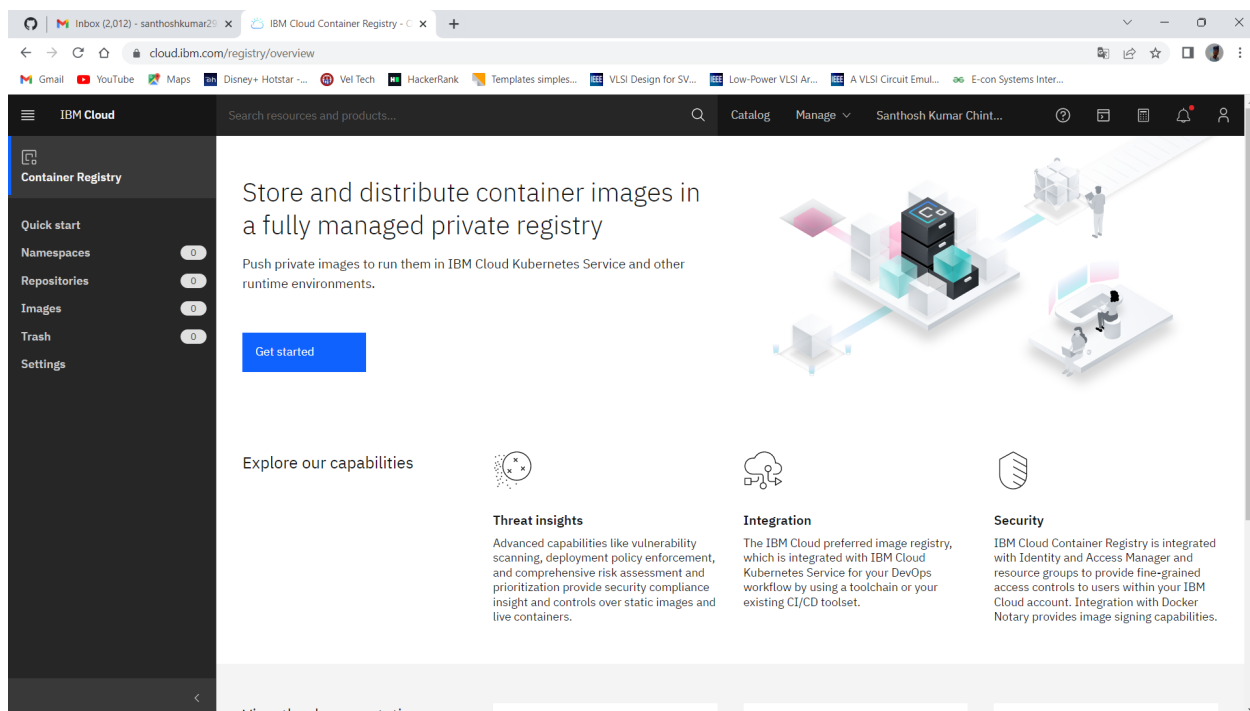 Inbox (2,012) - santhoshkumar29
IBM Cloud Container Registry - C
cloud.ibm.com/registry/overview
Gmail YouTube Maps Disney+ Hotstar -... Vel Tech HackerRank Templates simples... VLSI Design for SV... Low-Power VLSI Ar... A VLSI Circuit Emul... E-con Systems Inter...
IBM Cloud
Search resources and products...
Catalog Manage Santhosh Kumar Chint...
Container Registry
Quick start
Namespaces 0
Repositories 0
Images 0
Trash 0
Settings
Store and distribute container images in
a fully managed private registry
Push private images to run them in IBM Cloud Kubernetes Service and other
runtime environments.
Get started
Explore our capabilities
Threat insights
Advanced capabilities like vulnerability
scanning, deployment policy enforcement,
and comprehensive risk assessment and
prioritization provide security compliance
insight and controls over static images and
live containers.
Integration
The IBM Cloud preferred image registry,
which is integrated with IBM Cloud
Kubernetes Service for your DevOps
workflow by using a toolchain or your
existing CI/CD toolset.
Security
IBM Cloud Container Registry is integrated
with Identity and Access Manager and
resource groups to provide fine-grained
access controls to users within your IBM
Cloud account. Integration with Docker
Notary provides image signing capabilities.